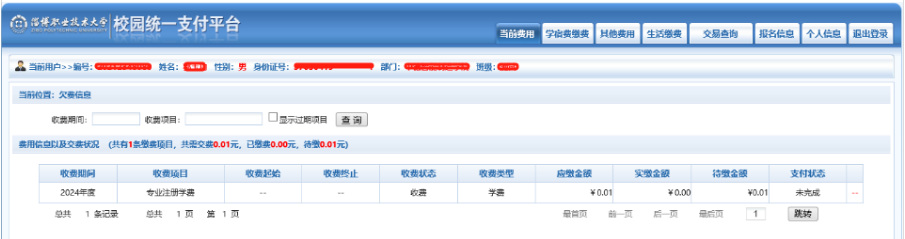 淄博职业技术大学 校园统一支付平台
当前费用 学宿费缴费 其他费用 生活缴费 交易查询 报名信息 个人信息 退出登录
当前用户>>编号: 姓名: 性别: 男 身份证号: 部门: 班级:
当前位置: 欠费信息
收费期间: 收费项目: 显示过期项目 查 询
费用信息以及交费状况 (共有1条缴费项目, 共需交费0.01元, 已缴费0.00元, 待缴0.01元)
收费期间 收费项目 收费起始 收费终止 收费状态 收费类型 应缴金额 实缴金额 待缴金额 支付状态
2024年度 专业注册学费 -- -- 收费 学费 ¥0.01 ¥0.00 ¥0.01 未完成 --
总共 1 条记录 总共 1 页 第 1 页 最首页 前一页 后一页 最后页 1 跳转